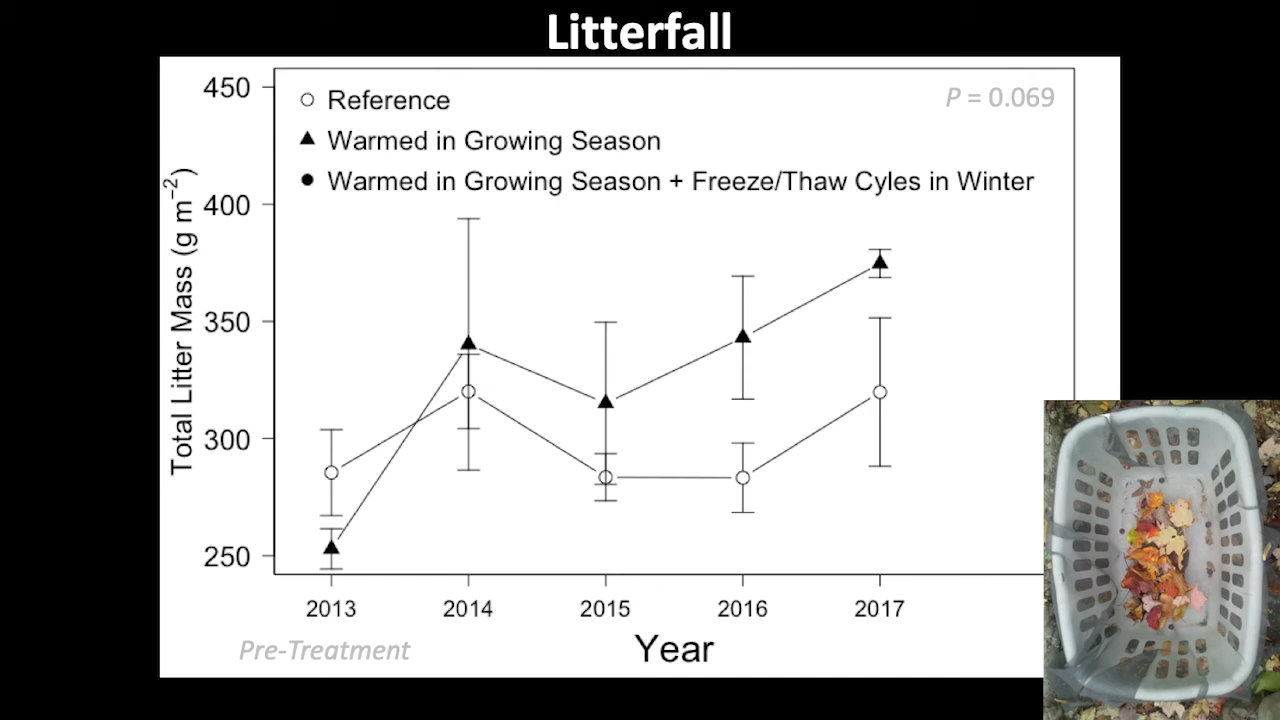 Litterfall
450
400
350
300
250
Total Litter Mass (g m⁻²)
Reference
P = 0.069
Warmed in Growing Season
Warmed in Growing Season + Freeze/Thaw Cyles in Winter
2013 2014 2015 2016 2017
Pre-Treatment
Year